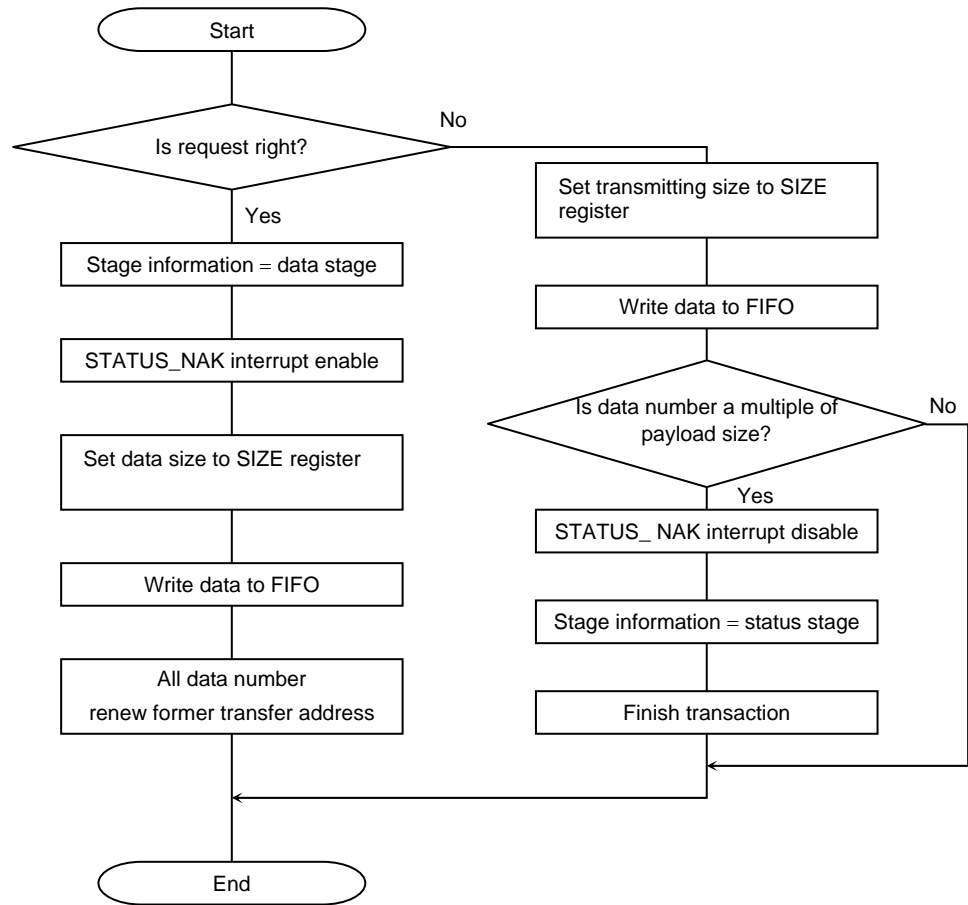 Start
Is request right?
No
Yes
Stage information = data stage
STATUS_NAK interrupt enable
Set data size to SIZE register
Write data to FIFO
All data number
renew former transfer address
Set transmitting size to SIZE
register
Write data to FIFO
Is data number a multiple of
payload size?
No
Yes
STATUS_ NAK interrupt disable
Stage information = status stage
Finish transaction
End